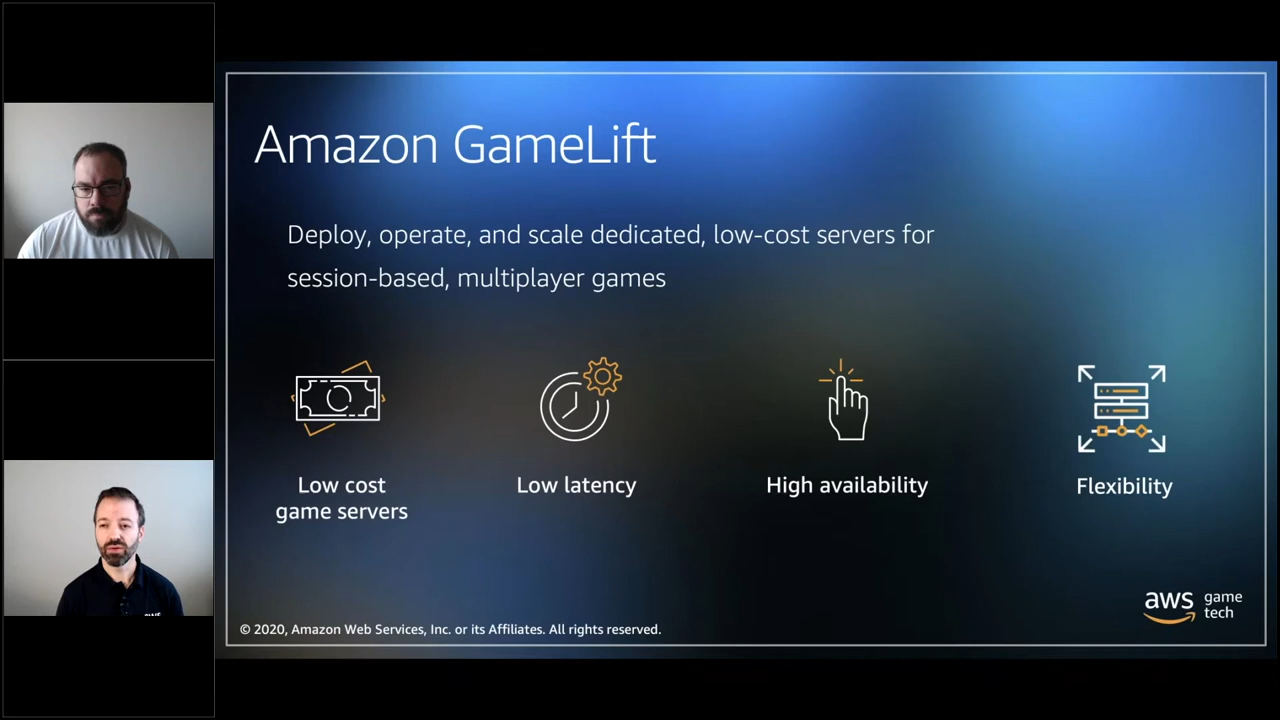 Amazon GameLift
Deploy, operate, and scale dedicated, low-cost servers for
session-based, multiplayer games
Low cost
game servers
Low latency
High availability
Flexibility
aws game
tech
© 2020, Amazon Web Services, Inc. or its Affiliates. All rights reserved.